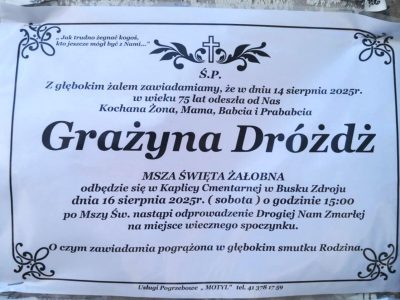 „ Jak trudno żegnać kogoś,
kto jeszcze mógł być z Nami..."
Ś.P.
Z głębokim żalem zawiadamiamy, że w dniu 14 sierpnia 2025r.
w wieku 75 lat odeszła od Nas
Kochana Żona, Mama, Babcia i Prababcia
Grażyna Dróżdż
MSZA ŚWIĘTA ŻAŁOBNA
odbędzie się w Kaplicy Cmentarnej w Busku Zdroju
dnia 16 sierpnia 2025r. ( sobota ) o godzinie 15:00
po Mszy Św. nastąpi odprowadzenie Drogiej Nam Zmarłej
na miejsce wiecznego spoczynku.
O czym zawiadamia pogrążona w głębokim smutku Rodzina.
Usługi Pogrzebowe „ MOTYL" tel. 41 378 17 59